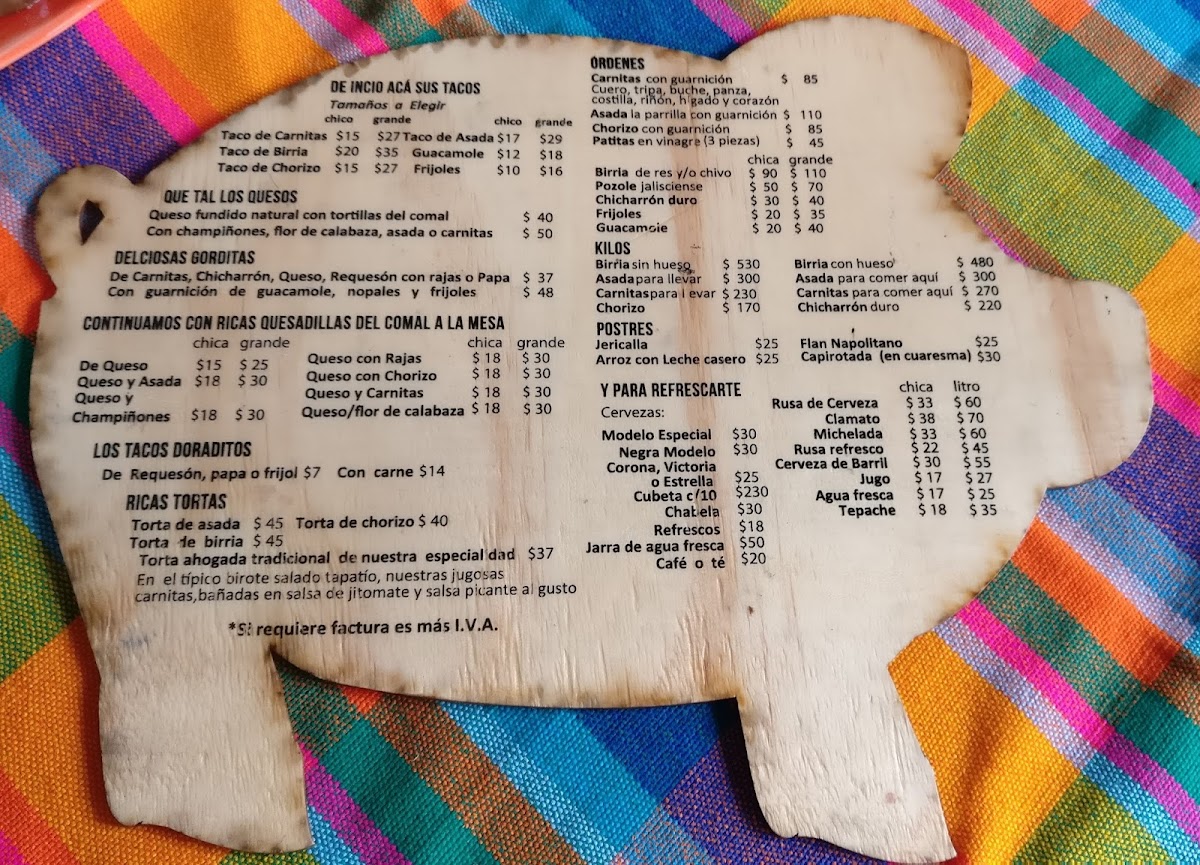 DE INCIO ACÁ SUS TACOS
Tamaños a Elegir
chico grande chico grande
Taco de Carnitas $15 $27 Taco de Asada $17 $29
Taco de Birria $20 $35 Guacamole $12 $18
Taco de Chorizo $15 $27 Frijoles $10 $16
QUE TAL LOS QUESOS
Queso fundido natural con tortillas del comal $ 40
Con champiñones, flor de calabaza, asada o carnitas $ 50
DELCIOSAS GORDITAS
De Carnitas, Chicharrón, Queso, Requesón con rajas o Papa $ 37
Con guarnición de guacamole, nopales y frijoles $ 48
CONTINUAMOS CON RICAS QUESADILLAS DEL COMAL A LA MESA
chica grande chica grande
De Queso $15 $ 25 Queso con Rajas $ 18 $ 30
Queso y Asada $18 $ 30 Queso con Chorizo $ 18 $ 30
Queso y Queso y Carnitas $ 18 $ 30
Champiñones $18 $ 30 Queso/flor de calabaza $ 18 $ 30
LOS TACOS DORADITOS
De Requesón, papa o frijol $7 Con carne $14
RICAS TORTAS
Torta de asada $ 45 Torta de chorizo $ 40
Torta de birria $ 45
Torta ahogada tradicional de nuestra especialidad $37
En el típico birote salado tapatío, nuestras jugosas
carnitas,bañadas en salsa de jitomate y salsa picante al gusto
*Si requiere factura es más I.V.A.
ÓRDENES
Carnitas con guarnición $ 85
Cuero, tripa, buche, panza,
costilla, riñón, hígado y corazón
Asada la parrilla con guarnición $ 110
Chorizo con guarnición $ 85
Patitas en vinagre (3 piezas) $ 45
chica grande
Birria de res y/o chivo $ 90 $ 110
Pozole jalisciense $ 50 $ 70
Chicharrón duro $ 30 $ 40
Frijoles $ 20 $ 35
Guacamole $ 20 $ 40
KILOS
Birria sin hueso $ 530 Birria con hueso $ 480
Asada para llevar $ 300 Asada para comer aquí $ 300
Carnitas para llevar $ 230 Carnitas para comer aquí $ 270
Chorizo $ 170 Chicharrón duro $ 220
POSTRES
Jericalla $25 Flan Napolitano $25
Arroz con Leche casero $25 Capirotada (en cuaresma) $30
Y PARA REFRESCARTE
Cervezas:
Modelo Especial $30
Negra Modelo $30
Corona, Victoria
o Estrella $25
Cubeta c/10 $230
Chabela $30
Refrescos $18
Jarra de agua fresca $50
Café o té $20
chica litro
Rusa de Cerveza $ 33 $ 60
Clamato $ 38 $ 70
Michelada $ 33 $ 60
Rusa refresco $ 22 $ 45
Cerveza de Barril $ 30 $ 55
Jugo $ 17 $ 27
Agua fresca $ 17 $ 25
Tepache $ 18 $ 35